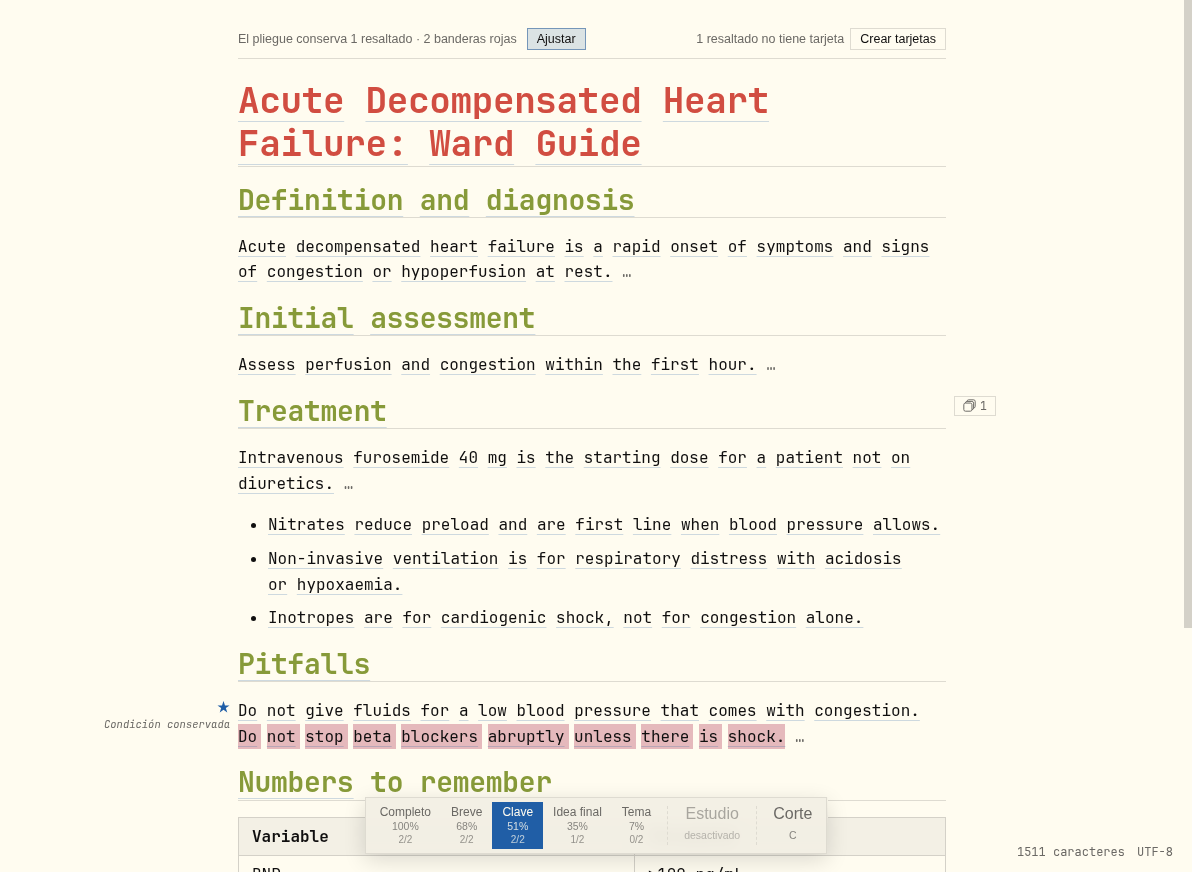 El pliegue conserva 1 resaltado · 2 banderas rojas Ajustar 1 resaltado no tiene tarjeta Crear tarjetas
Acute Decompensated Heart
Failure: Ward Guide
Definition and diagnosis
Acute decompensated heart failure is a rapid onset of symptoms and signs
of congestion or hypoperfusion at rest. …
Initial assessment
Assess perfusion and congestion within the first hour. …
Treatment
1
Intravenous furosemide 40 mg is the starting dose for a patient not on
diuretics. …
• Nitrates reduce preload and are first line when blood pressure allows.
• Non-invasive ventilation is for respiratory distress with acidosis
or hypoxaemia.
• Inotropes are for cardiogenic shock, not for congestion alone.
Pitfalls
★
Condición conservada
Do not give fluids for a low blood pressure that comes with congestion.
Do not stop beta blockers abruptly unless there is shock. …
Numbers to remember
Variable
Completo Breve Clave Idea final Tema Estudio Corte
100% 68% 51% 35% 7% desactivado C
2/2 2/2 2/2 1/2 0/2
1511 caracteres UTF-8